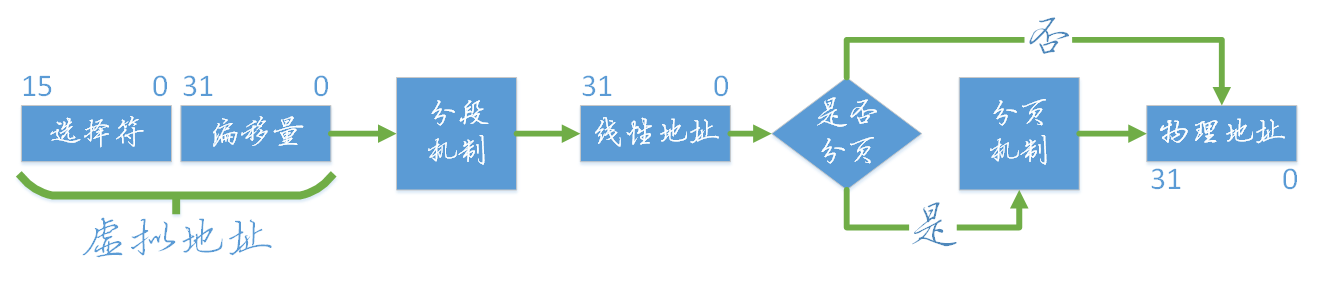 15 0 31 0
选择符 偏移量
虚拟地址
分段
机制
31 0
线性地址
是否
分页
否
是
分页
机制
物理地址
31 0